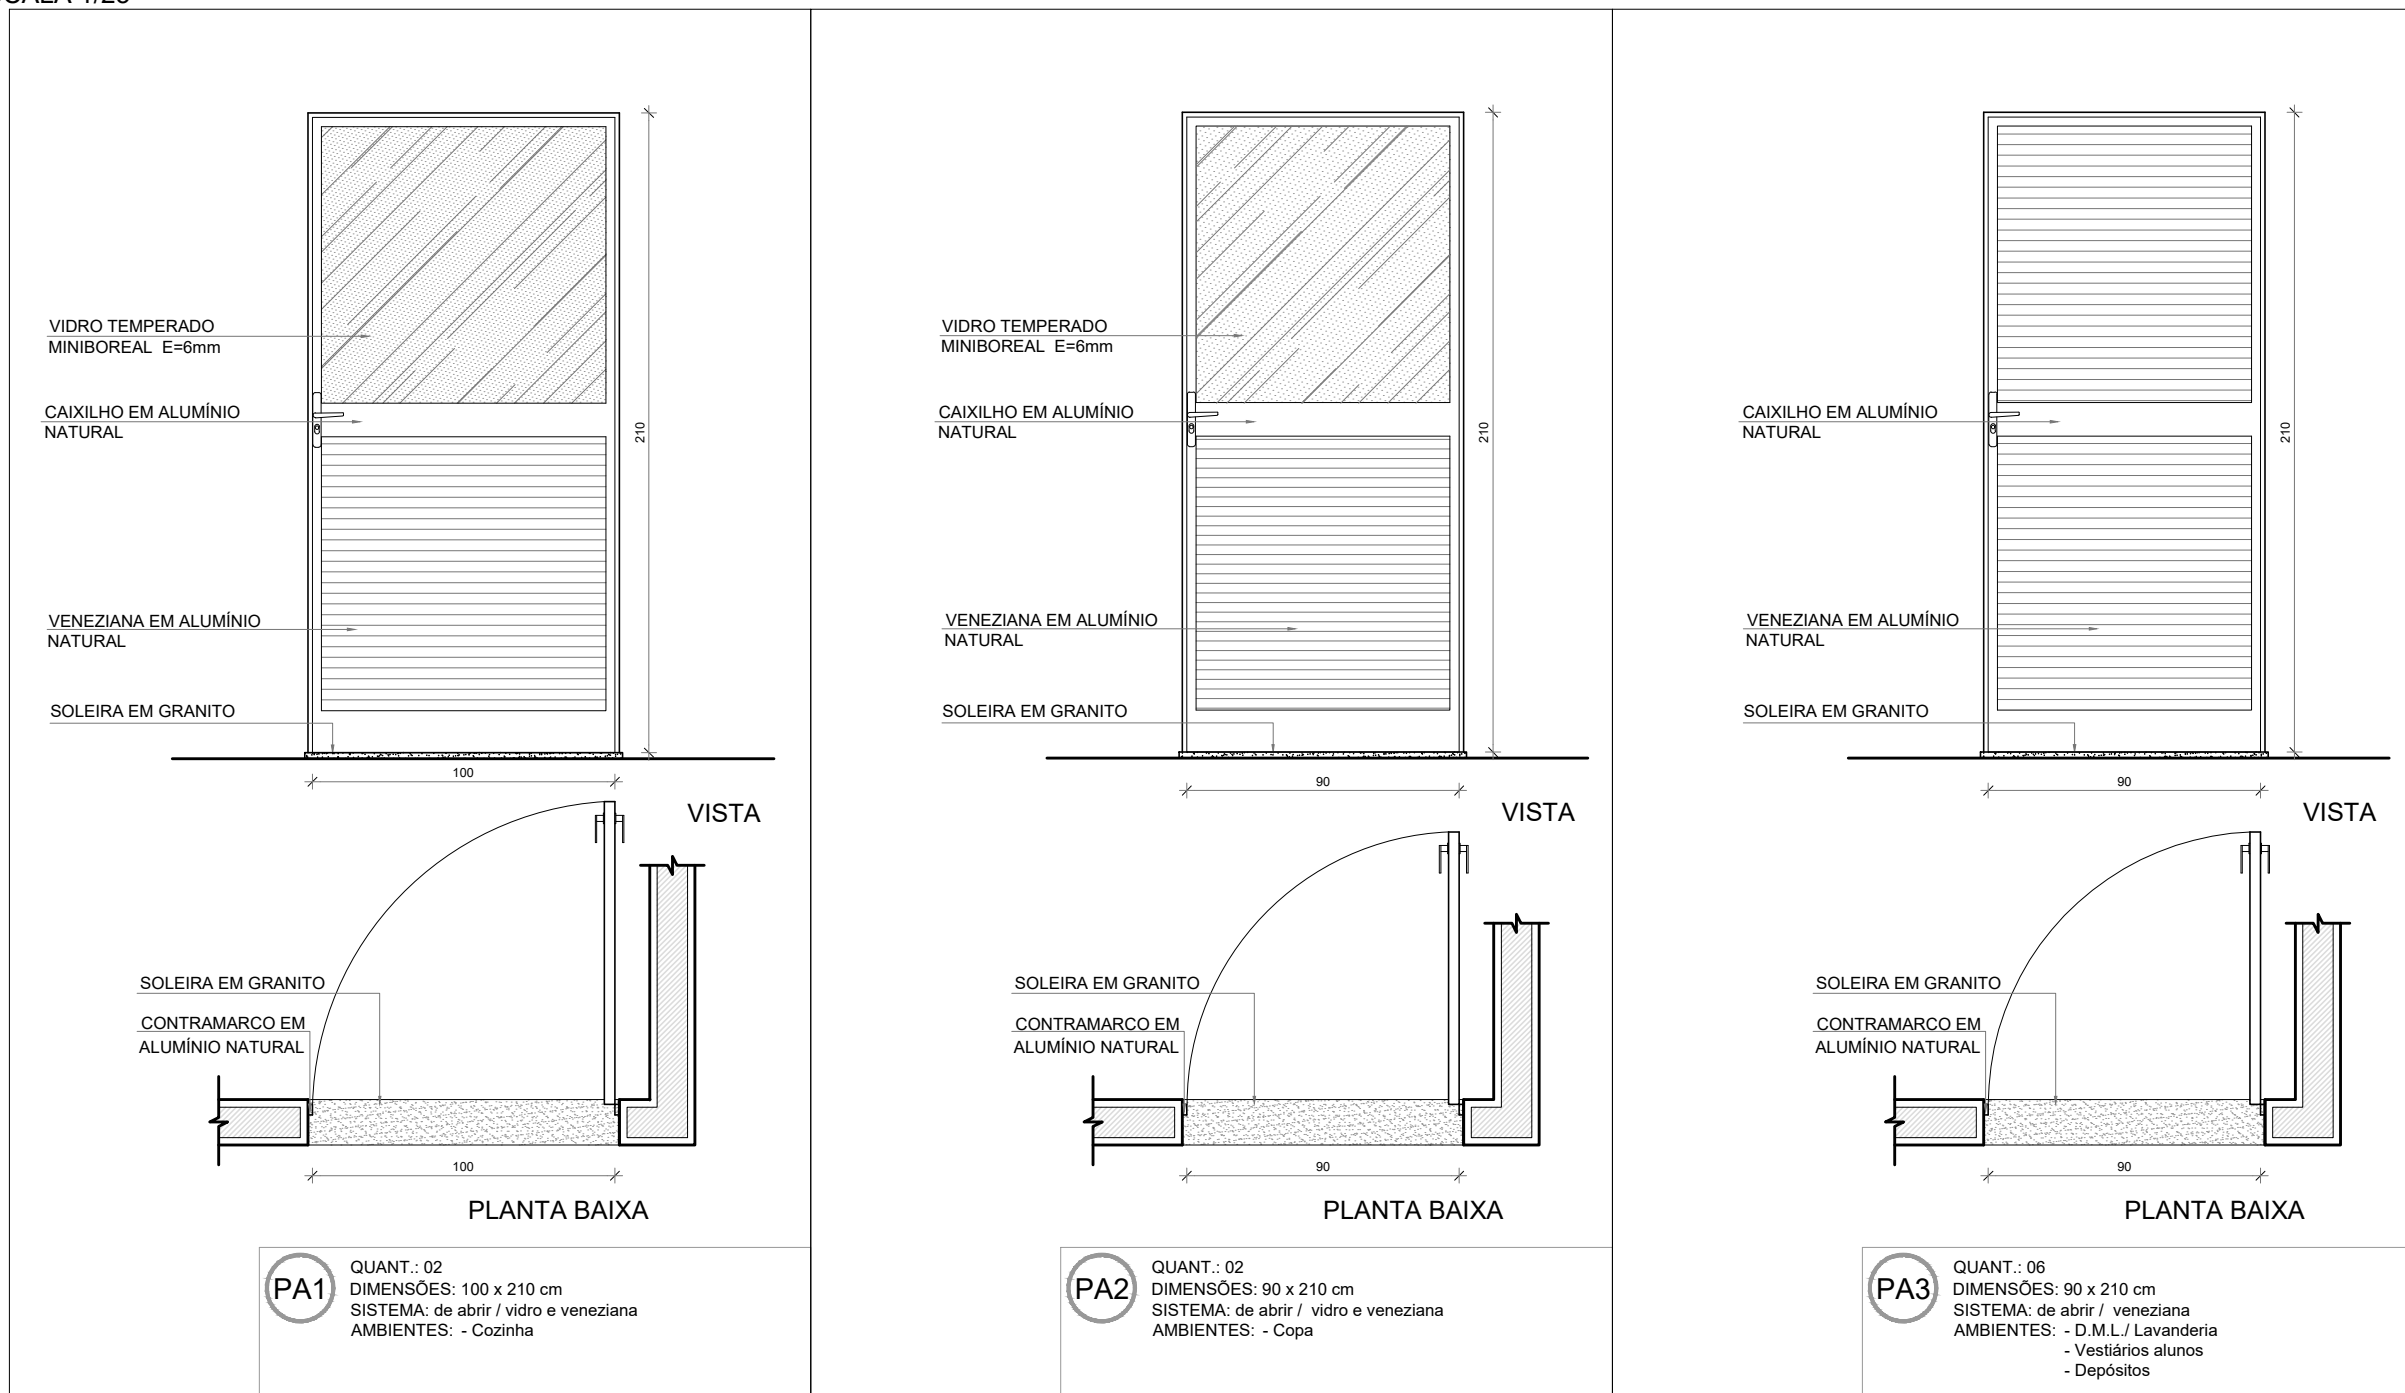 VIDRO TEMPERADO
MINIBOREAL E=6mm
CAIXILHO EM ALUMÍNIO
NATURAL
210
VENEZIANA EM ALUMÍNIO
NATURAL
SOLEIRA EM GRANITO
100
VISTA
SOLEIRA EM GRANITO
CONTRAMARCO EM
ALUMÍNIO NATURAL
100
PLANTA BAIXA
PA1
QUANT.: 02
DIMENSÕES: 100 x 210 cm
SISTEMA: de abrir / vidro e veneziana
AMBIENTES: - Cozinha
VIDRO TEMPERADO
MINIBOREAL E=6mm
CAIXILHO EM ALUMÍNIO
NATURAL
210
VENEZIANA EM ALUMÍNIO
NATURAL
SOLEIRA EM GRANITO
90
VISTA
SOLEIRA EM GRANITO
CONTRAMARCO EM
ALUMÍNIO NATURAL
90
PLANTA BAIXA
PA2
QUANT.: 02
DIMENSÕES: 90 x 210 cm
SISTEMA: de abrir / vidro e veneziana
AMBIENTES: - Copa
CAIXILHO EM ALUMÍNIO
NATURAL
210
VENEZIANA EM ALUMÍNIO
NATURAL
SOLEIRA EM GRANITO
90
VISTA
SOLEIRA EM GRANITO
CONTRAMARCO EM
ALUMÍNIO NATURAL
90
PLANTA BAIXA
PA3
QUANT.: 06
DIMENSÕES: 90 x 210 cm
SISTEMA: de abrir / veneziana
AMBIENTES: - D.M.L./ Lavanderia
- Vestiários alunos
- Depósitos